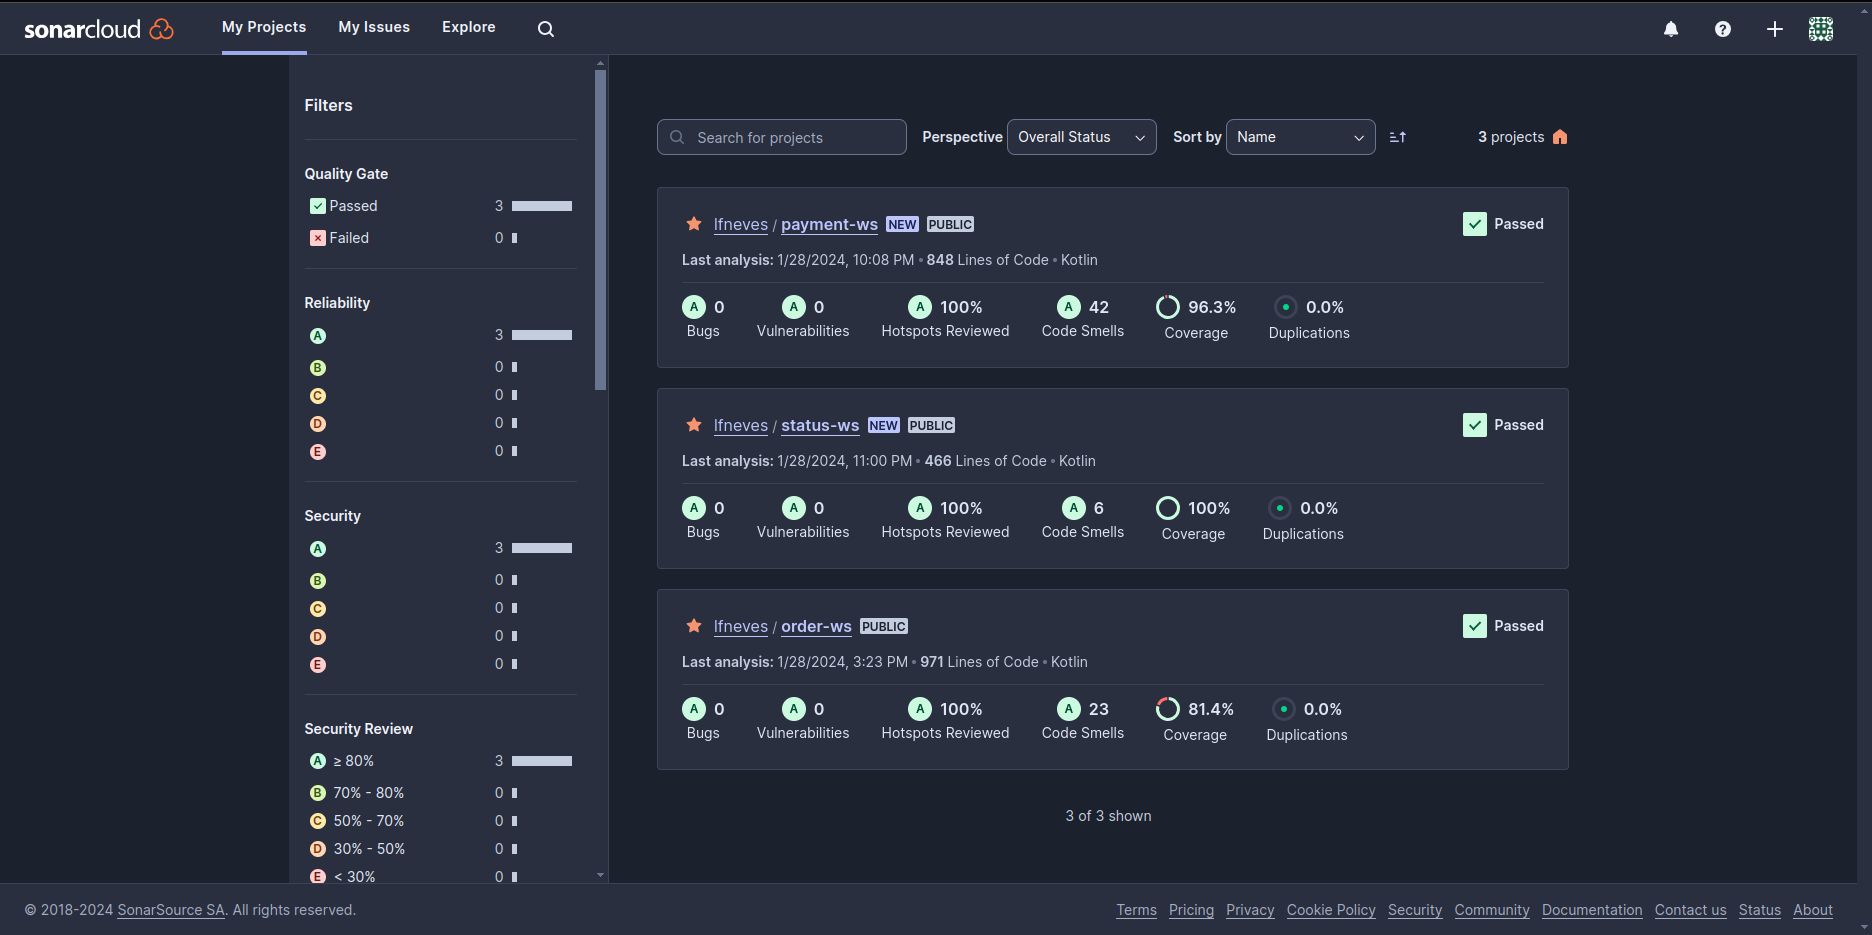 sonarcloud My Projects My Issues Explore
Filters
Quality Gate
Passed 3
Failed 0
Reliability
A 3
B 0
C 0
D 0
E 0
Security
A 3
B 0
C 0
D 0
E 0
Security Review
A ≥ 80% 3
B 70% - 80% 0
C 50% - 70% 0
D 30% - 50% 0
E < 30% 0
Search for projects Perspective Overall Status Sort by Name 3 projects
lfneves / payment-ws NEW PUBLIC Passed
Last analysis: 1/28/2024, 10:08 PM • 848 Lines of Code • Kotlin
A 0 A 0 A 100% A 42 96.3% 0.0%
Bugs Vulnerabilities Hotspots Reviewed Code Smells Coverage Duplications
lfneves / status-ws NEW PUBLIC Passed
Last analysis: 1/28/2024, 11:00 PM • 466 Lines of Code • Kotlin
A 0 A 0 A 100% A 6 100% 0.0%
Bugs Vulnerabilities Hotspots Reviewed Code Smells Coverage Duplications
lfneves / order-ws PUBLIC Passed
Last analysis: 1/28/2024, 3:23 PM • 971 Lines of Code • Kotlin
A 0 A 0 A 100% A 23 81.4% 0.0%
Bugs Vulnerabilities Hotspots Reviewed Code Smells Coverage Duplications
3 of 3 shown
© 2018-2024 SonarSource SA. All rights reserved. Terms Pricing Privacy Cookie Policy Security Community Documentation Contact us Status About